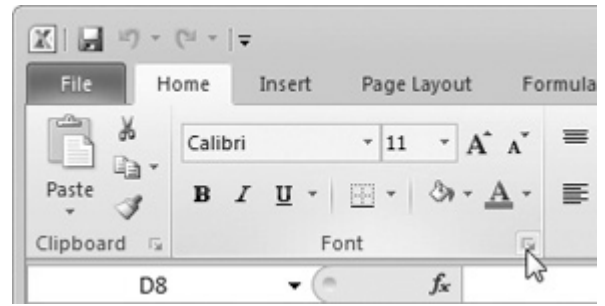 File Home Insert Page Layout Formula
Calibri 11 A A
Paste B I U A
Clipboard Font
D8 fx